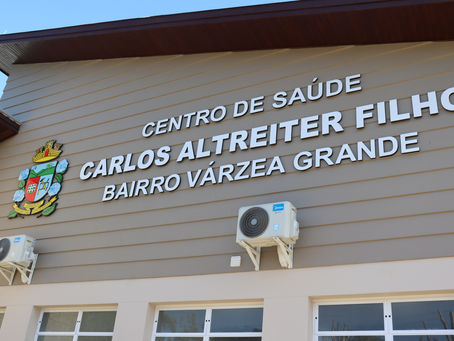 CENTRO DE SAÚDE
CARLOS ALTREITER FILHO
BAIRRO VÁRZEA GRANDE